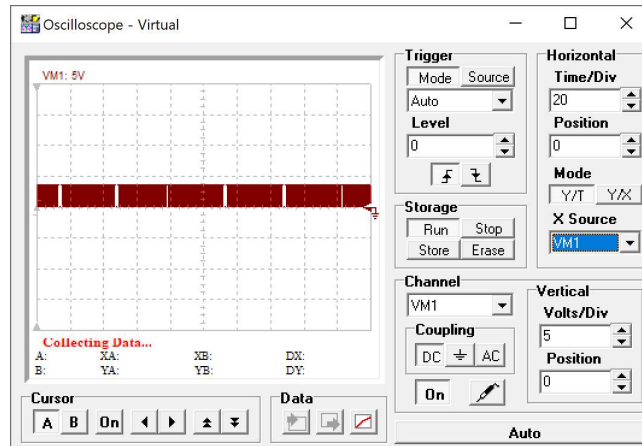 Oscilloscope - Virtual
VM1: 5V
Collecting Data...
A: XA: XB: DX:
B: YA: YB: DY:
Cursor
A B On
Data
Trigger
Mode Source
Auto
Level
0
Storage
Run Stop
Store Erase
Channel
VM1
Coupling
DC AC
On
Horizontal
Time/Div
20
Position
0
Mode
Y/T Y/X
X Source
VM1
Vertical
Volts/Div
5
Position
0
Auto